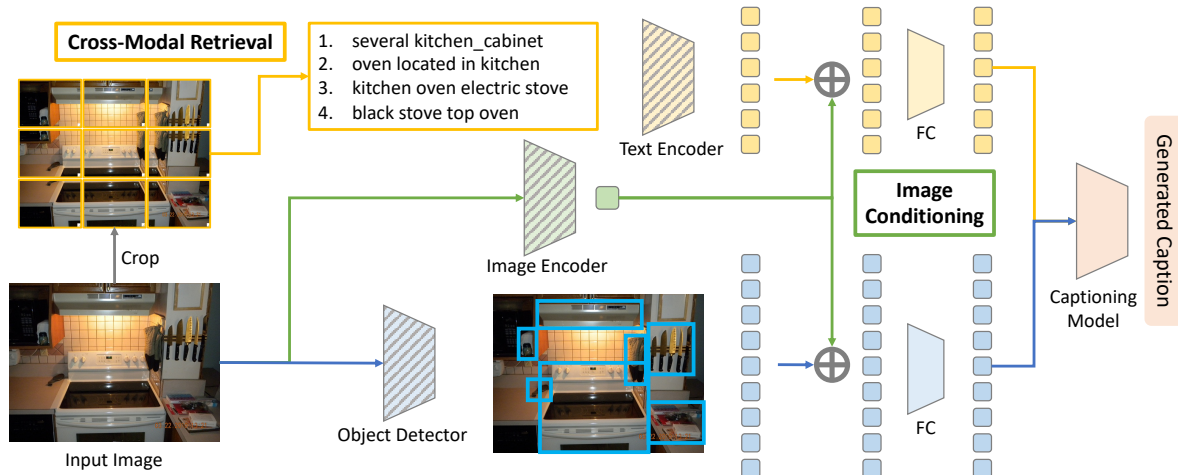 Cross-Modal Retrieval
1. several kitchen_cabinet
2. oven located in kitchen
3. kitchen oven electric stove
4. black stove top oven
Text Encoder
FC
Generated Caption
Image
Conditioning
Crop
Image Encoder
Captioning
Model
Object Detector
FC
Input Image